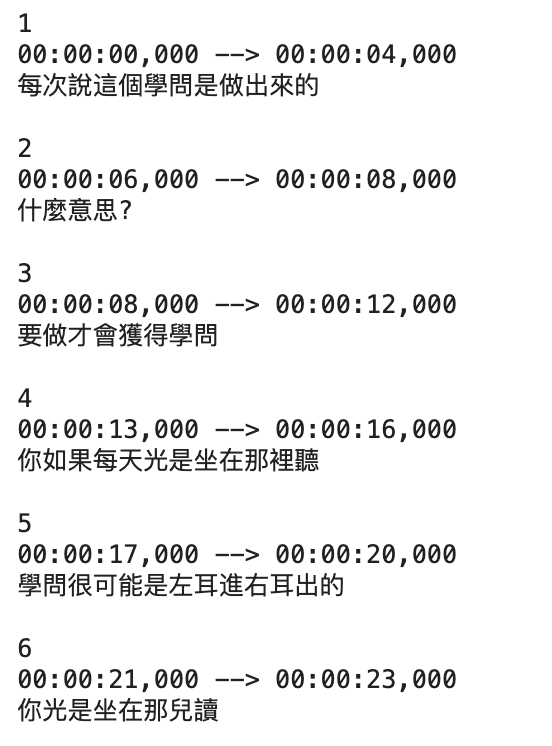 1
00:00:00,000 --> 00:00:04,000
每次說這個學問是做出來的
2
00:00:06,000 --> 00:00:08,000
什麼意思?
3
00:00:08,000 --> 00:00:12,000
要做才會獲得學問
4
00:00:13,000 --> 00:00:16,000
你如果每天光是坐在那裡聽
5
00:00:17,000 --> 00:00:20,000
學問很可能是左耳進右耳出的
6
00:00:21,000 --> 00:00:23,000
你光是坐在那兒讀